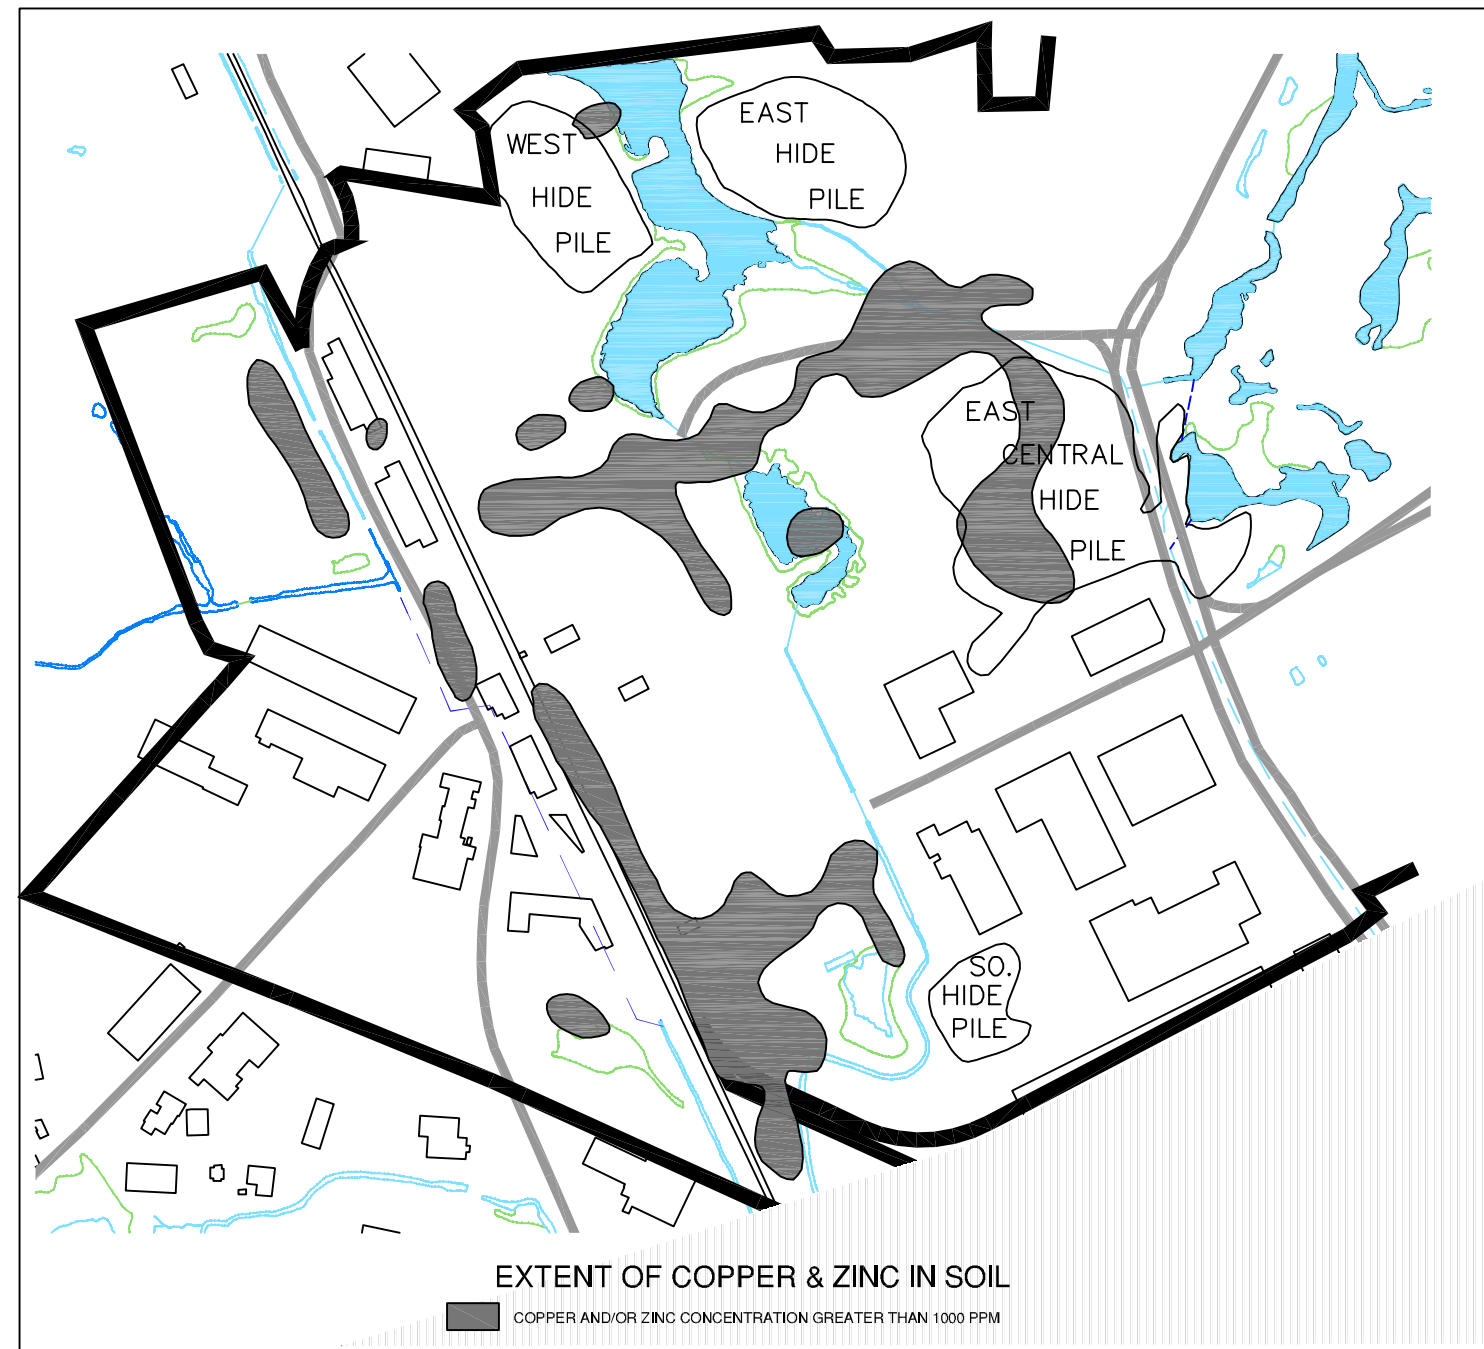 WEST
HIDE
PILE
EAST
HIDE
PILE
EAST
CENTRAL
HIDE
PILE
SO.
HIDE
PILE
EXTENT OF COPPER & ZINC IN SOIL
COPPER AND/OR ZINC CONCENTRATION GREATER THAN 1000 PPM